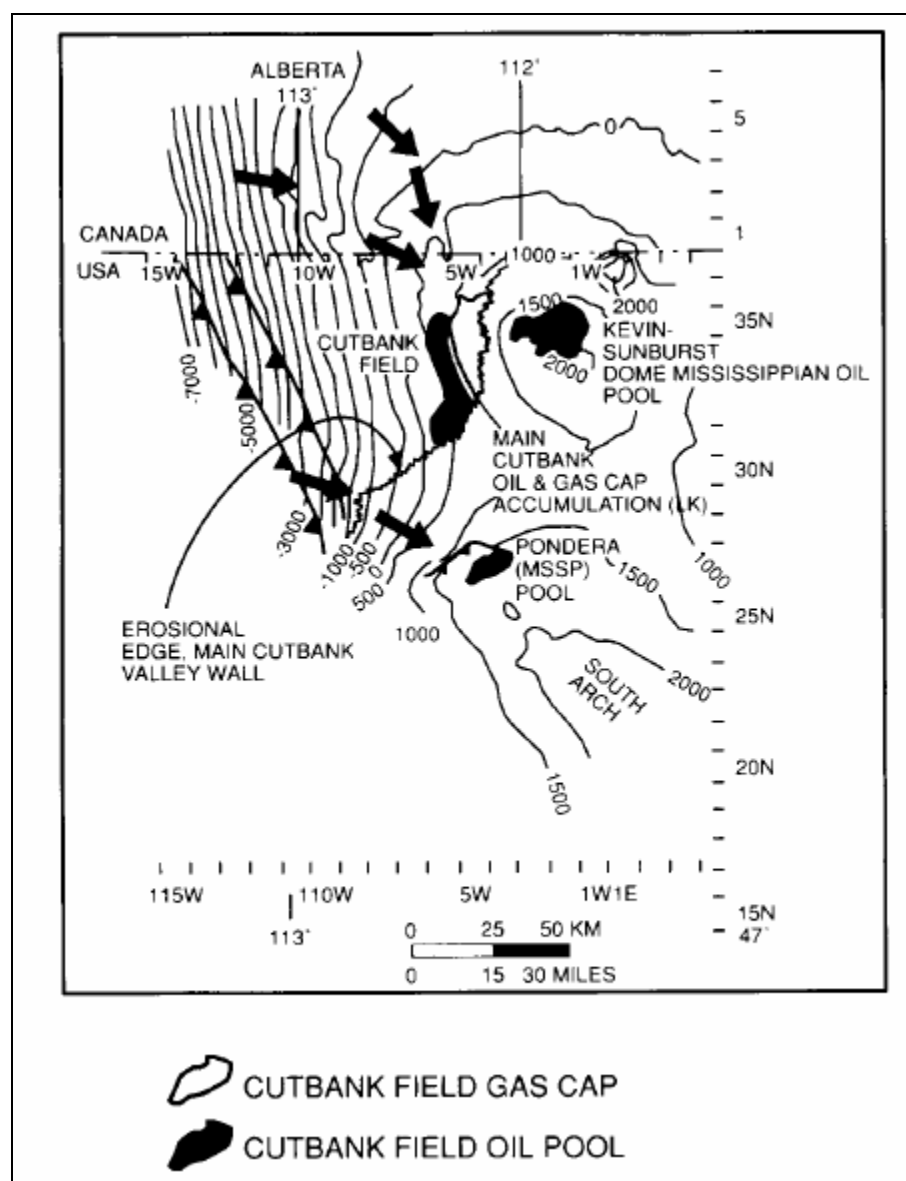 ALBERTA
113°
112°
5
0
CANADA
1
USA
15W
10W
5W
1000
1W
2000
1500
35N
KEVIN-
SUNBURST
DOME MISSISSIPPIAN OIL
POOL
2000
CUTBANK
FIELD
-7000
-5000
MAIN
CUTBANK
OIL & GAS CAP
ACCUMULATION (LK)
30N
-3000
-1000
-500
0
500
PONDERA
(MSSP)
POOL
1500
1000
1000
25N
EROSIONAL
EDGE, MAIN CUTBANK
VALLEY WALL
SOUTH
ARCH
2000
1500
20N
115W
110W
5W
1W1E
15N
113°
47°
0 25 50 KM
0 15 30 MILES
CUTBANK FIELD GAS CAP
CUTBANK FIELD OIL POOL